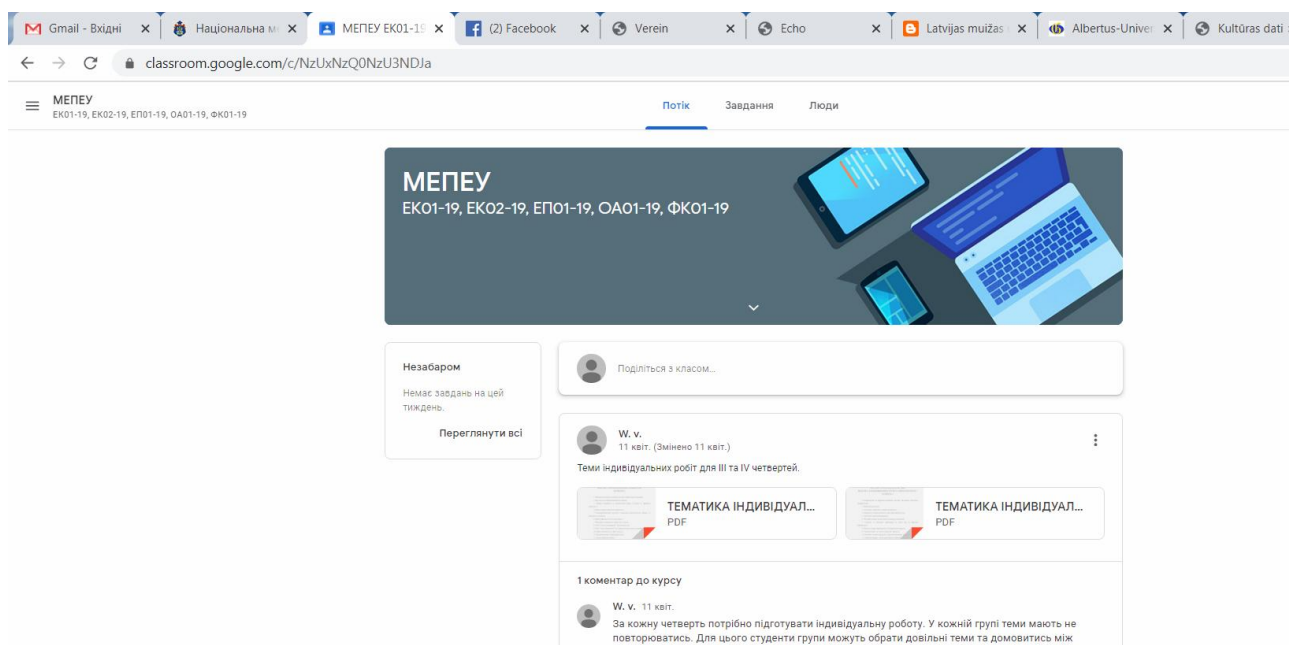 Gmail - Вхідні
Національна м
МЕПЕУ ЕК01-19
(2) Facebook
Verein
Echo
Latvijas muižas
Albertus-Univer
Kultūras dati
classroom.google.com/c/NzUxNzQ0NzU3NDJa
МЕПЕУ
ЕК01-19, ЕК02-19, ЕП01-19, ОА01-19, ФК01-19
Потік
Завдання
Люди
МЕПЕУ
ЕК01-19, ЕК02-19, ЕП01-19, ОА01-19, ФК01-19
Незабаром
Немає завдань на цей
тиждень.
Переглянути всі
Поділіться з класом...
W. v.
11 квіт. (Змінено 11 квіт.)
Теми індивідуальних робіт для III та IV четвертей.
ТЕМАТИКА ІНДИВІДУАЛ...
PDF
ТЕМАТИКА ІНДИВІДУАЛ...
PDF
1 коментар до курсу
W. v. 11 квіт.
За кожну четверть потрібно підготувати індивідуальну роботу. У кожній групі теми мають не
повторюватись. Для цього студенти групи можуть обрати довільні теми та домовитись між